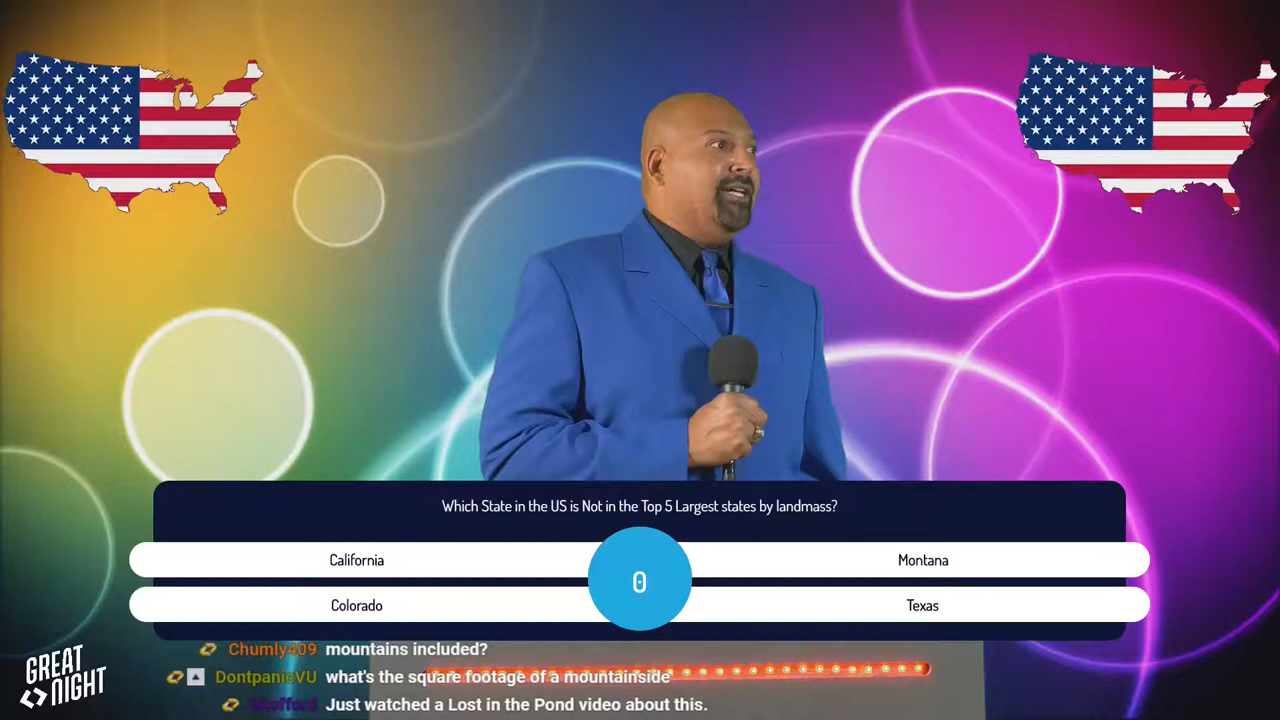 Which State in the US is Not in the Top 5 Largest states by landmass?
California
Montana
0
Colorado
Texas
Chumly409 mountains included?
DontpanicVU what's the square footage of a mountainside
Just watched a Lost in the Pond video about this.
GREAT
NIGHT